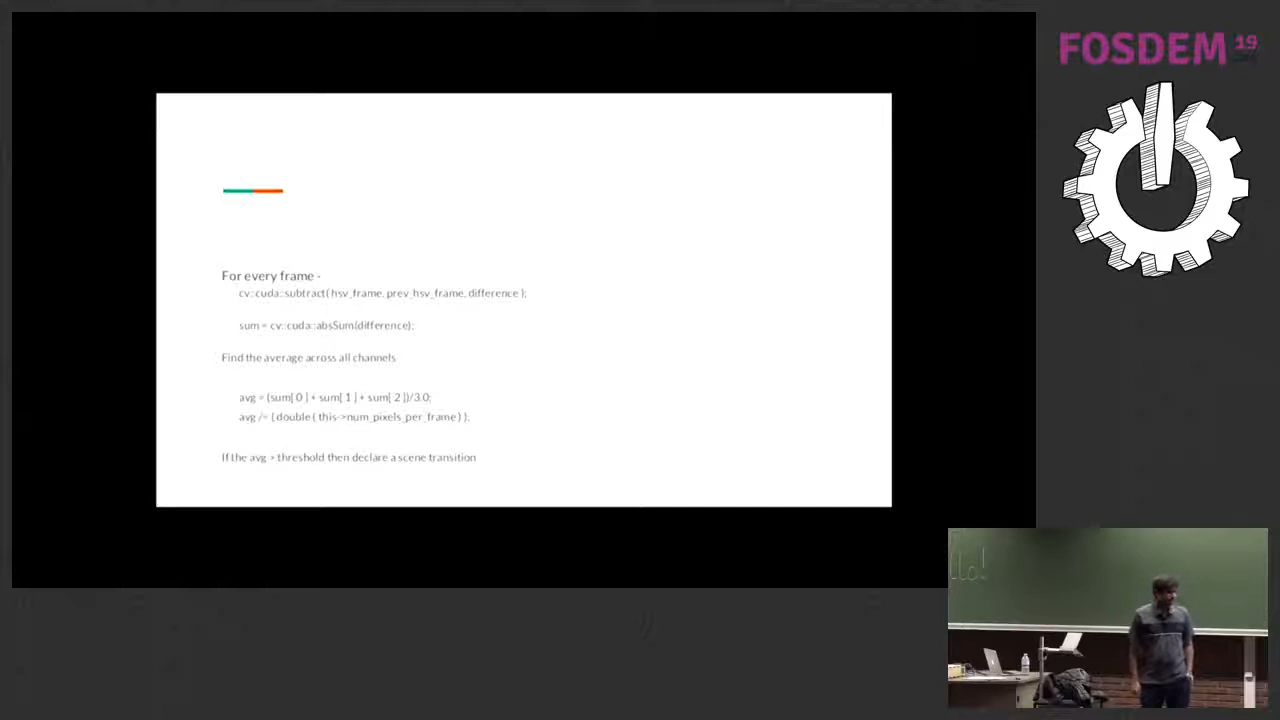 FOSDEM 19
For every frame -
cv::cuda::subtract( hsv_frame, prev_hsv_frame, difference );
sum = cv::cuda::absSum(difference);
Find the average across all channels
avg = (sum[ 0 ] + sum[ 1 ] + sum[ 2 ])/3.0;
avg /= ( double ( this->num_pixels_per_frame ) );
If the avg > threshold then declare a scene transition
llo!